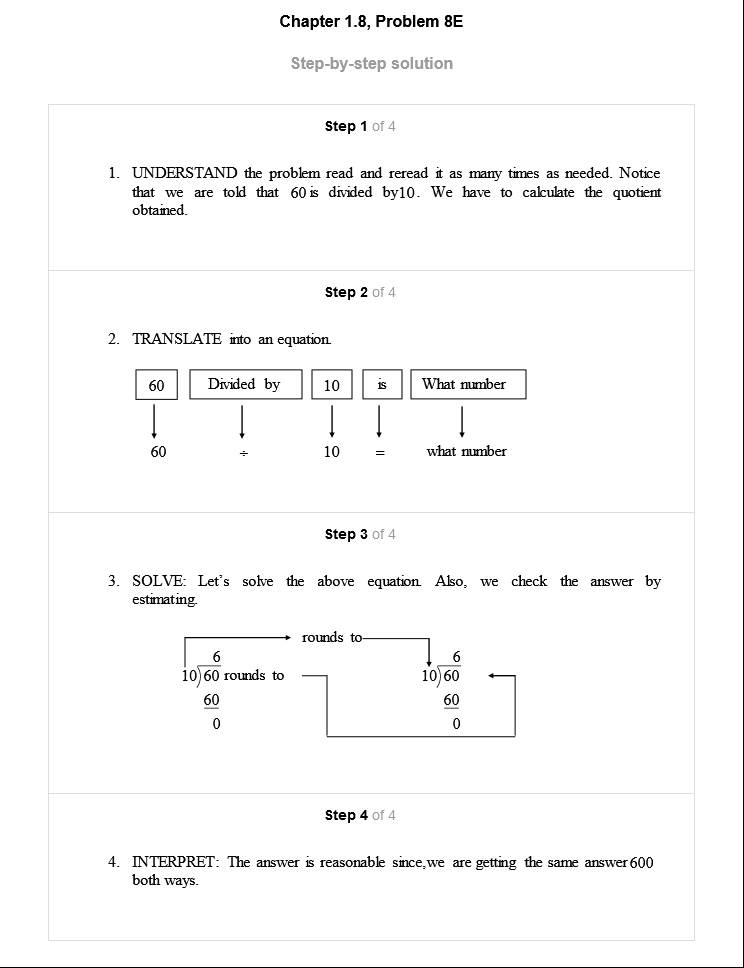 Chapter 1.8, Problem 8E
Step-by-step solution
Step 1 of 4
1. UNDERSTAND the problem read and reread it as many times as needed. Notice
that we are told that 60 is divided by10. We have to calculate the quotient
obtained.
Step 2 of 4
2. TRANSLATE into an equation.
60 Divided by 10 is What number
60 ÷ 10 = what number
Step 3 of 4
3. SOLVE: Let's solve the above equation. Also, we check the answer by
estimating.
rounds to
6 6
10)60 rounds to 10)60
60 60
0 0
Step 4 of 4
4. INTERPRET: The answer is reasonable since,we are getting the same answer 600
both ways.